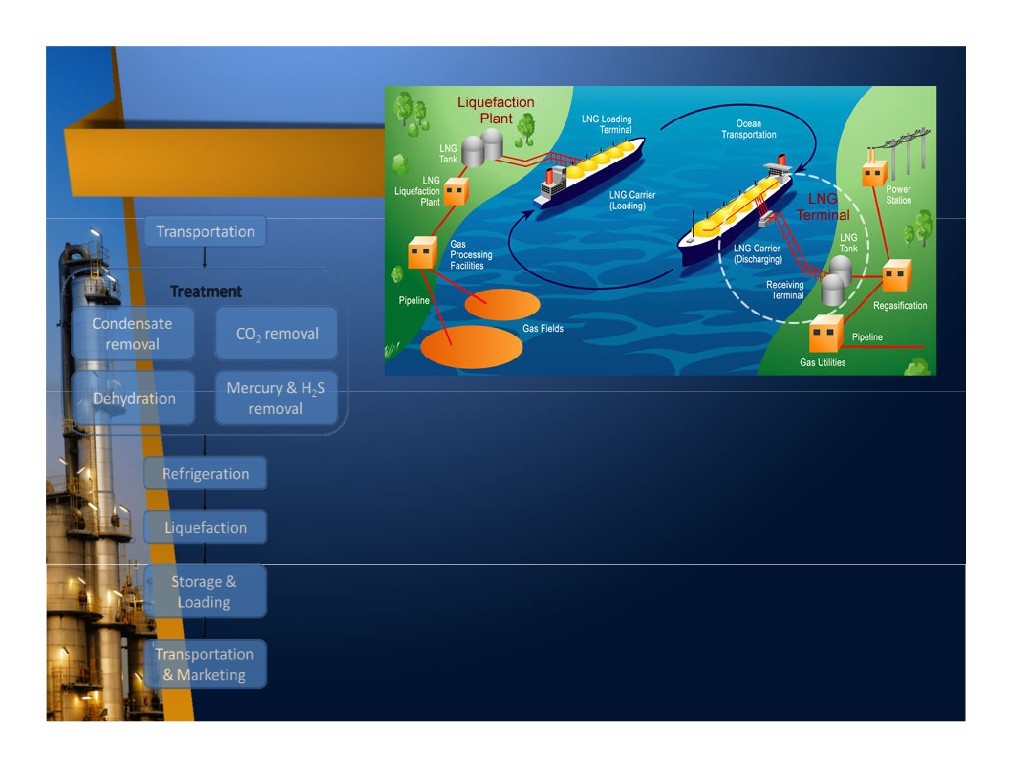 Transportation
Treatment
Condensate
removal
CO2 removal
Dehydration
Mercury & H2S
removal
Refrigeration
Liquefaction
Storage &
Loading
Transportation
& Marketing
Liquefaction
Plant
LNG
Tank
LNG
Liquefaction
Plant
Gas
Processing
Facilities
Pipeline
Gas Fields
LNG Loading
Terminal
LNG Carrier
(Loading)
Ocean
Transportation
LNG
Terminal
LNG Carrier
(Discharging)
Receiving
Terminal
LNG
Tank
Power
Station
Regasification
Pipeline
Gas Utilities